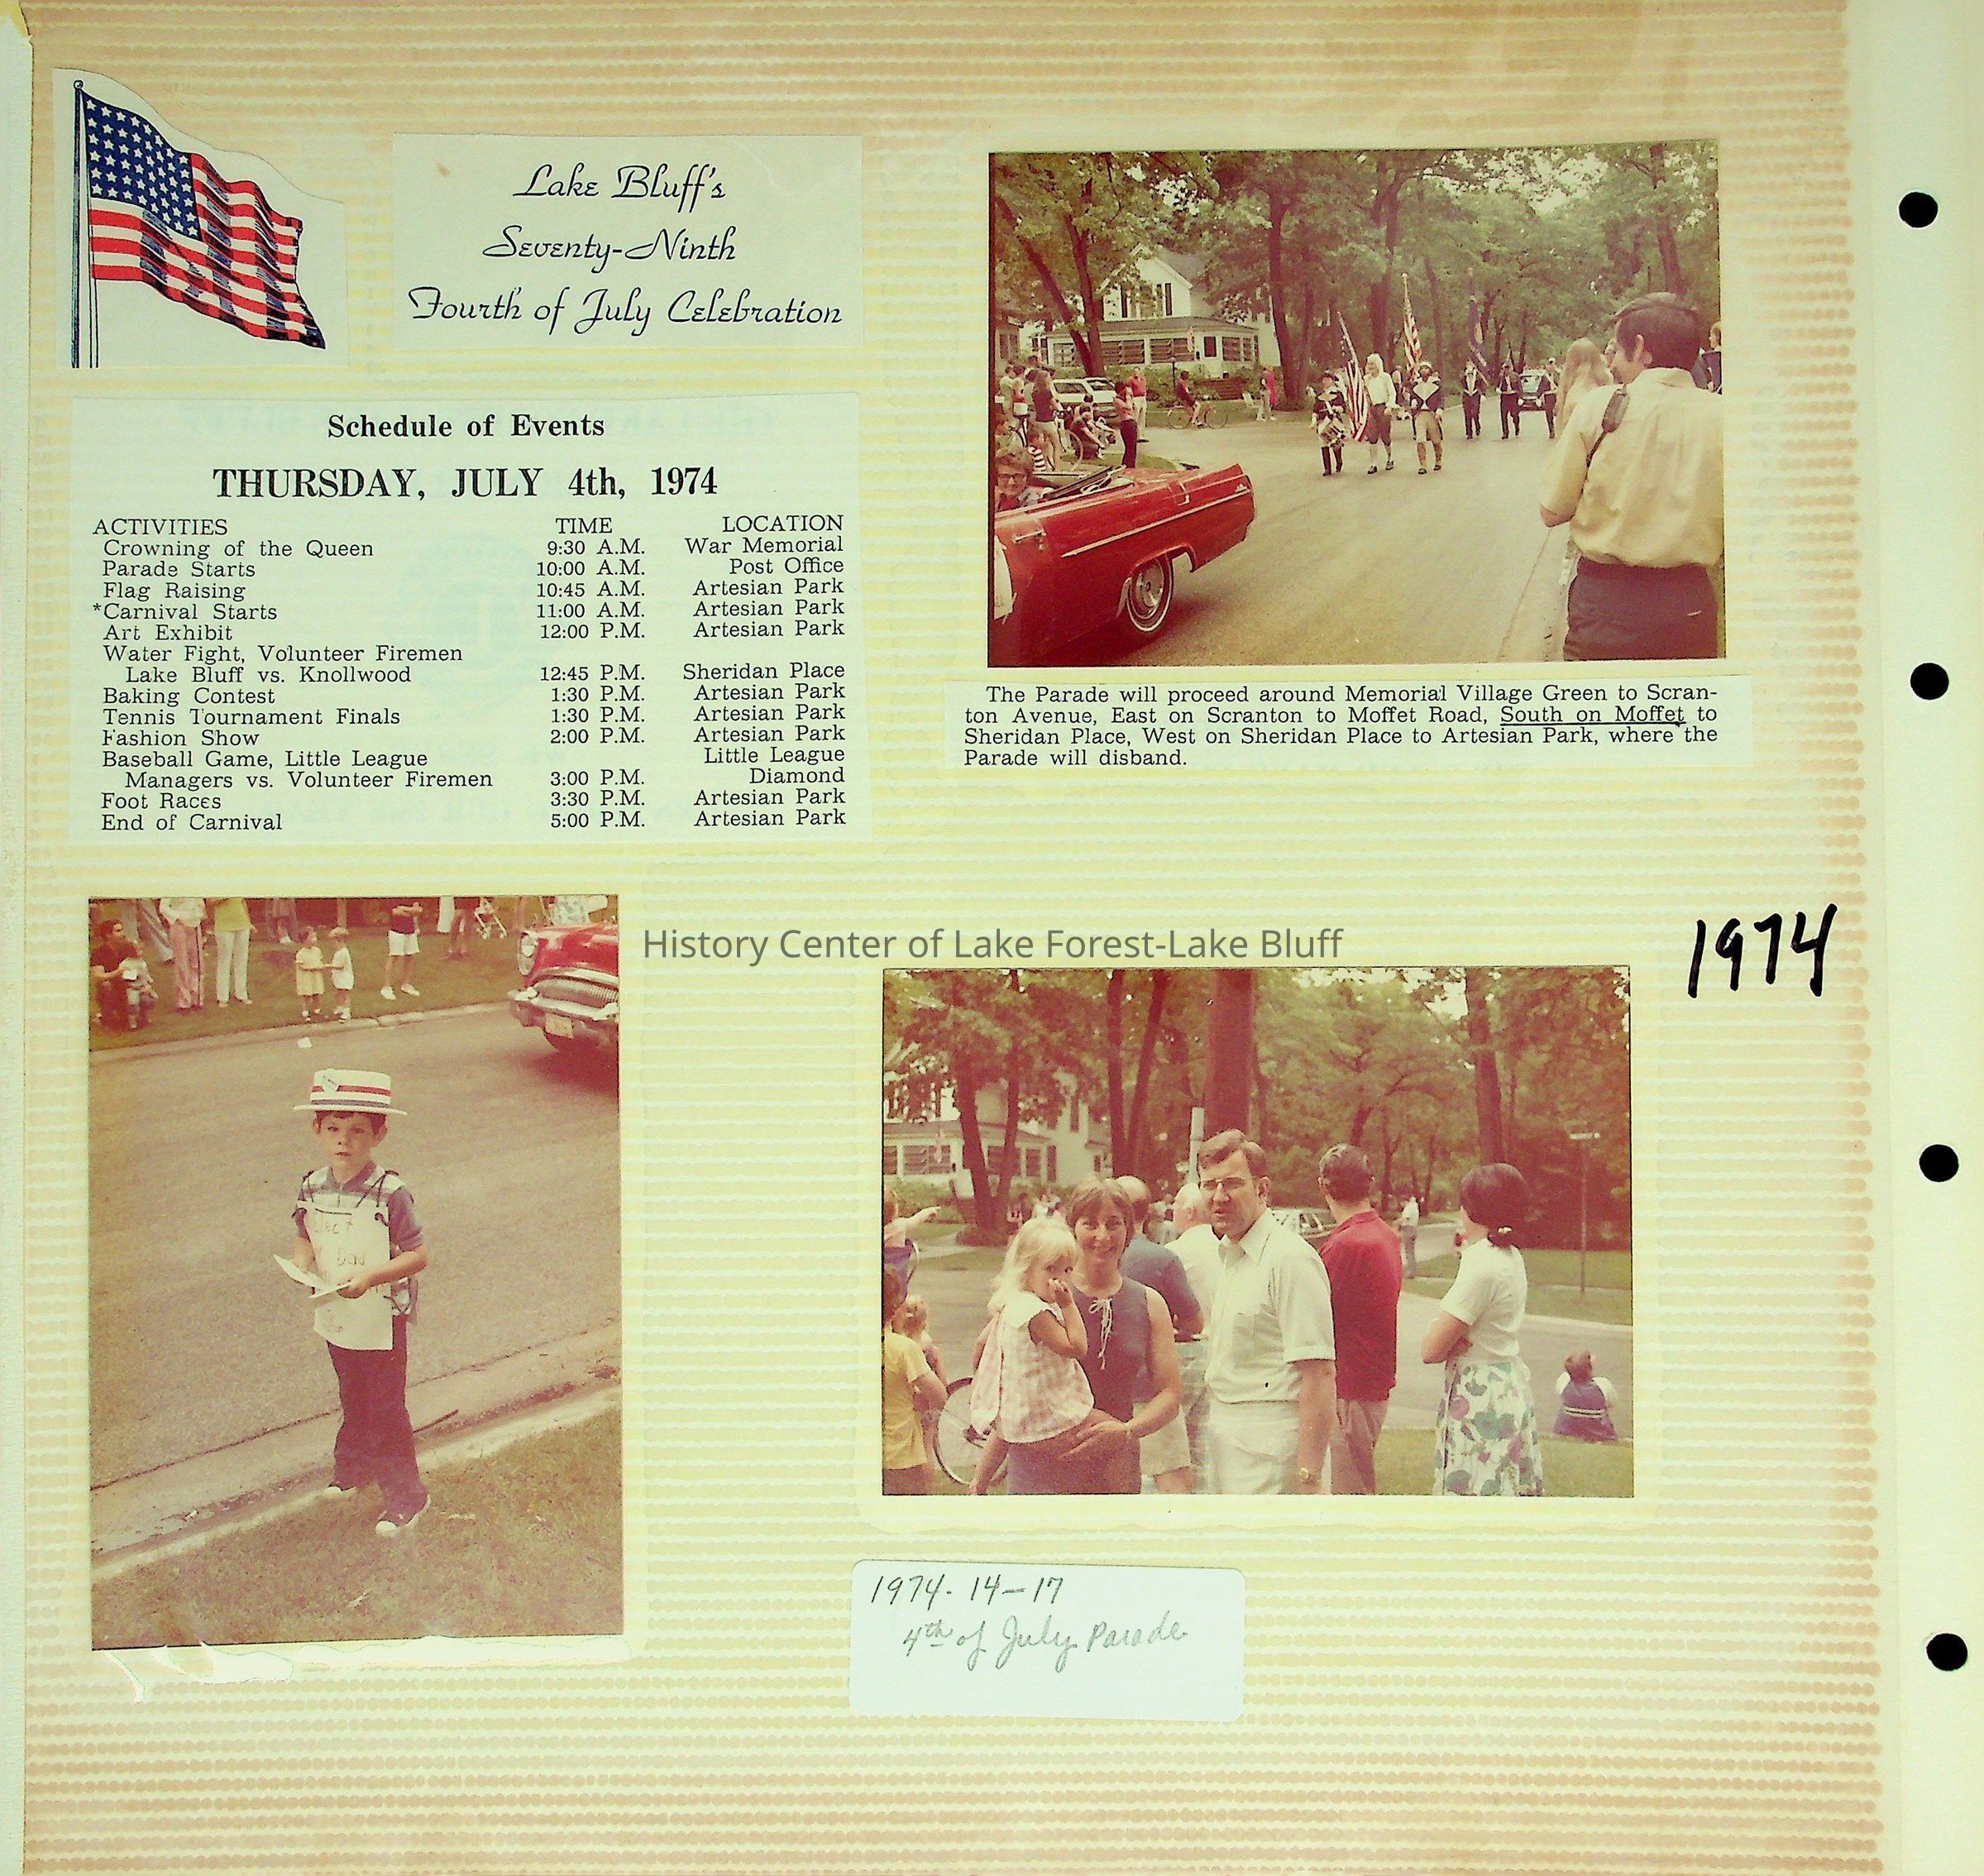 Lake Bluff's
Seventy-Ninth
Fourth of July Celebration
Schedule of Events
THURSDAY, JULY 4th, 1974
ACTIVITIES TIME LOCATION
Crowning of the Queen 9:30 A.M. War Memorial
Parade Starts 10:00 A.M. Post Office
Flag Raising 10:45 A.M. Artesian Park
*Carnival Starts 11:00 A.M. Artesian Park
Art Exhibit 12:00 P.M. Artesian Park
Water Fight, Volunteer Firemen
Lake Bluff vs. Knollwood 12:45 P.M. Sheridan Place
Baking Contest 1:30 P.M. Artesian Park
Tennis Tournament Finals 1:30 P.M. Artesian Park
Fashion Show 2:00 P.M. Artesian Park
Baseball Game, Little League Little League
Managers vs. Volunteer Firemen 3:00 P.M. Diamond
Foot Races 3:30 P.M. Artesian Park
End of Carnival 5:00 P.M. Artesian Park
The Parade will proceed around Memorial Village Green to Scran-
ton Avenue, East on Scranton to Moffet Road, South on Moffet to
Sheridan Place, West on Sheridan Place to Artesian Park, where the
Parade will disband.
History Center of Lake Forest-Lake Bluff
1974
Dad
1974-14-17
4th of July Parade